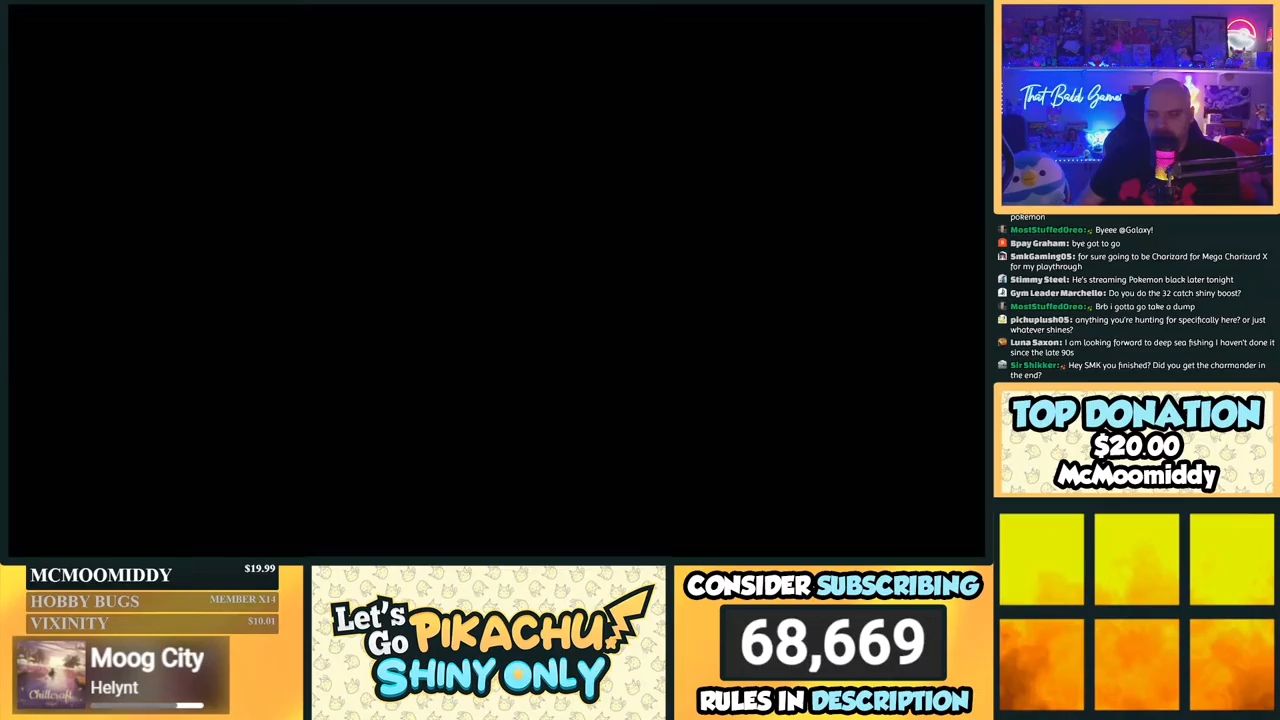 That Bald Gamer
pokemon
MostStuffedOreo: Byeee @Galaxy!
Bpay Graham: bye got to go
SmkGaming05: for sure going to be Charizard for Mega Charizard X
for my playthrough
Stimmy Steel: He's streaming Pokemon black later tonight
Gym Leader Marchello: Do you do the 32 catch shiny boost?
MostStuffedOreo: Brb i gotta go take a dump
pichuplush05: anything you're hunting for specifically here? or just
whatever shines?
Luna Saxon: I am looking forward to deep sea fishing I haven't done it
since the late 90s
Sir Shikker: Hey SMK you finished? Did you get the charmander in
the end?
TOP DONATION
$20.00
McMoomiddy
MCMOOMIDDY $19.99
HOBBY BUGS MEMBER X14
VIXINITY $10.01
Chillcraft
Moog City
Helynt
Let's
Go PIKACHU
SHINY ONLY
CONSIDER SUBSCRIBING
68,669
RULES IN DESCRIPTION